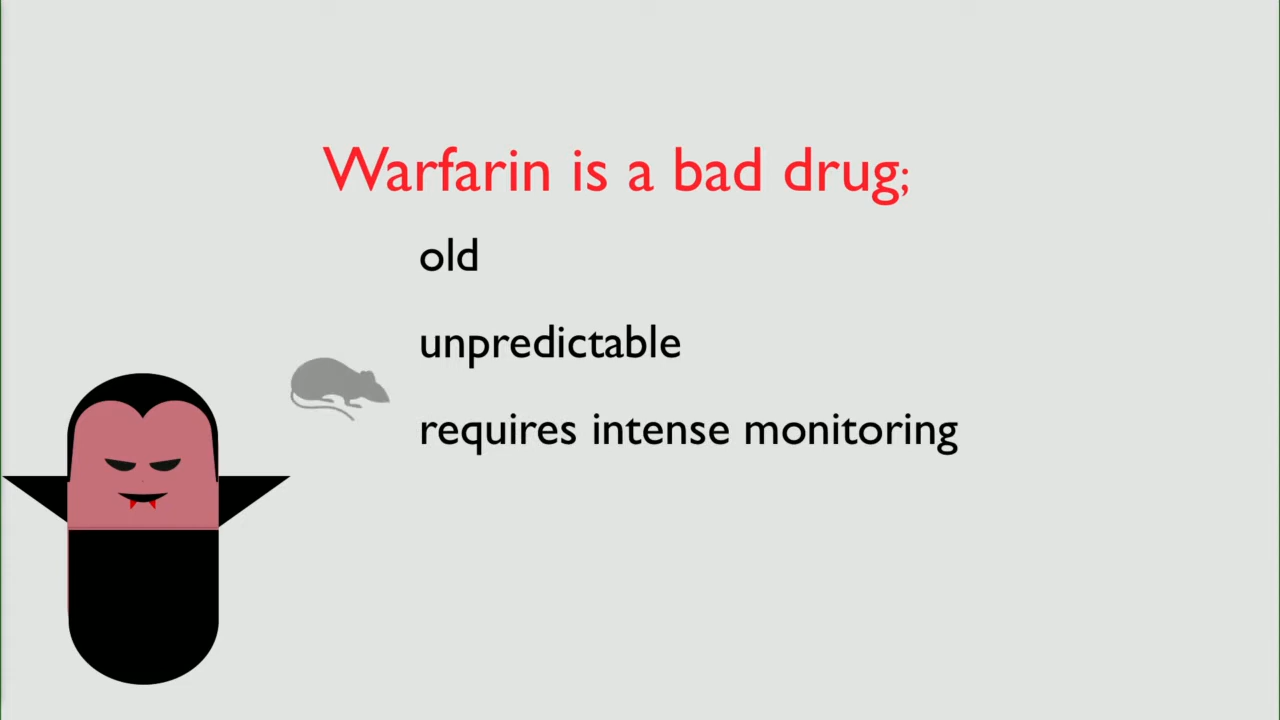 Warfarin is a bad drug;
old
unpredictable
requires intense monitoring